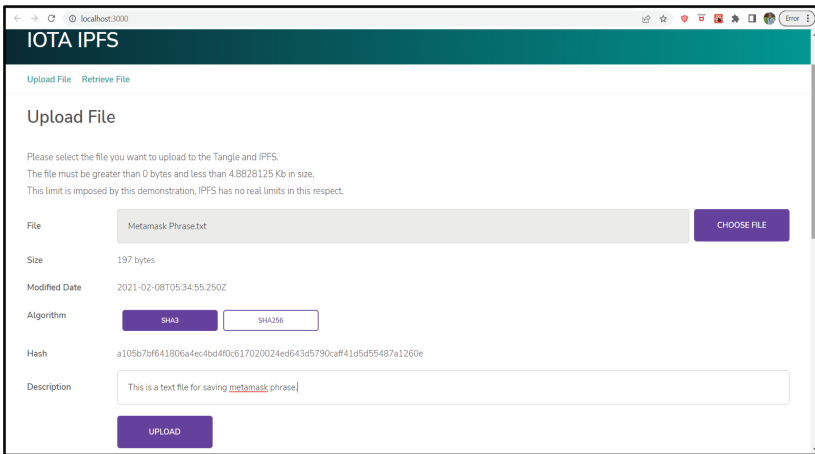 localhost:3000
Error
IOTA IPFS
Upload File Retrieve File
Upload File
Please select the file you want to upload to the Tangle and IPFS.
The file must be greater than 0 bytes and less than 4.8828125 Kb in size.
This limit is imposed by this demonstration, IPFS has no real limits in this respect.
File Metamask Phrase.txt CHOOSE FILE
Size 197 bytes
Modified Date 2021-02-08T05:34:55.250Z
Algorithm SHA3 SHA256
Hash a105b7bf641806a4ec4bd4f0c617020024ed643d5790caff41d5d55487a1260e
Description This is a text file for saving metamask phrase.
UPLOAD